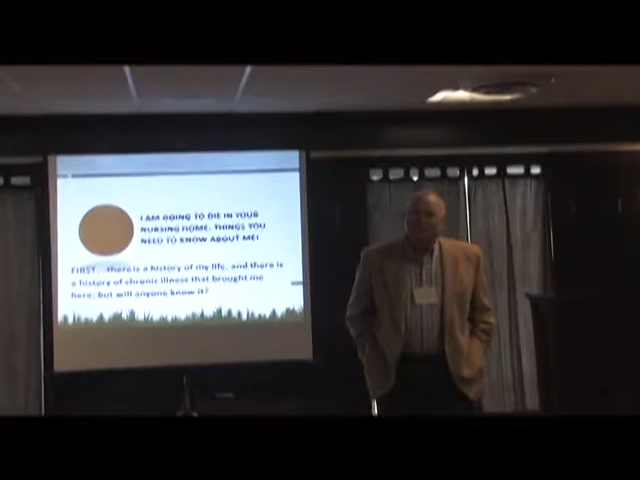 I AM GOING TO DIE IN YOUR
NURSING HOME. THINGS YOU
NEED TO KNOW ABOUT ME!
FIRST... there is a history of my life, and there is
a history of chronic illness that brought me
here, but will anyone know it?